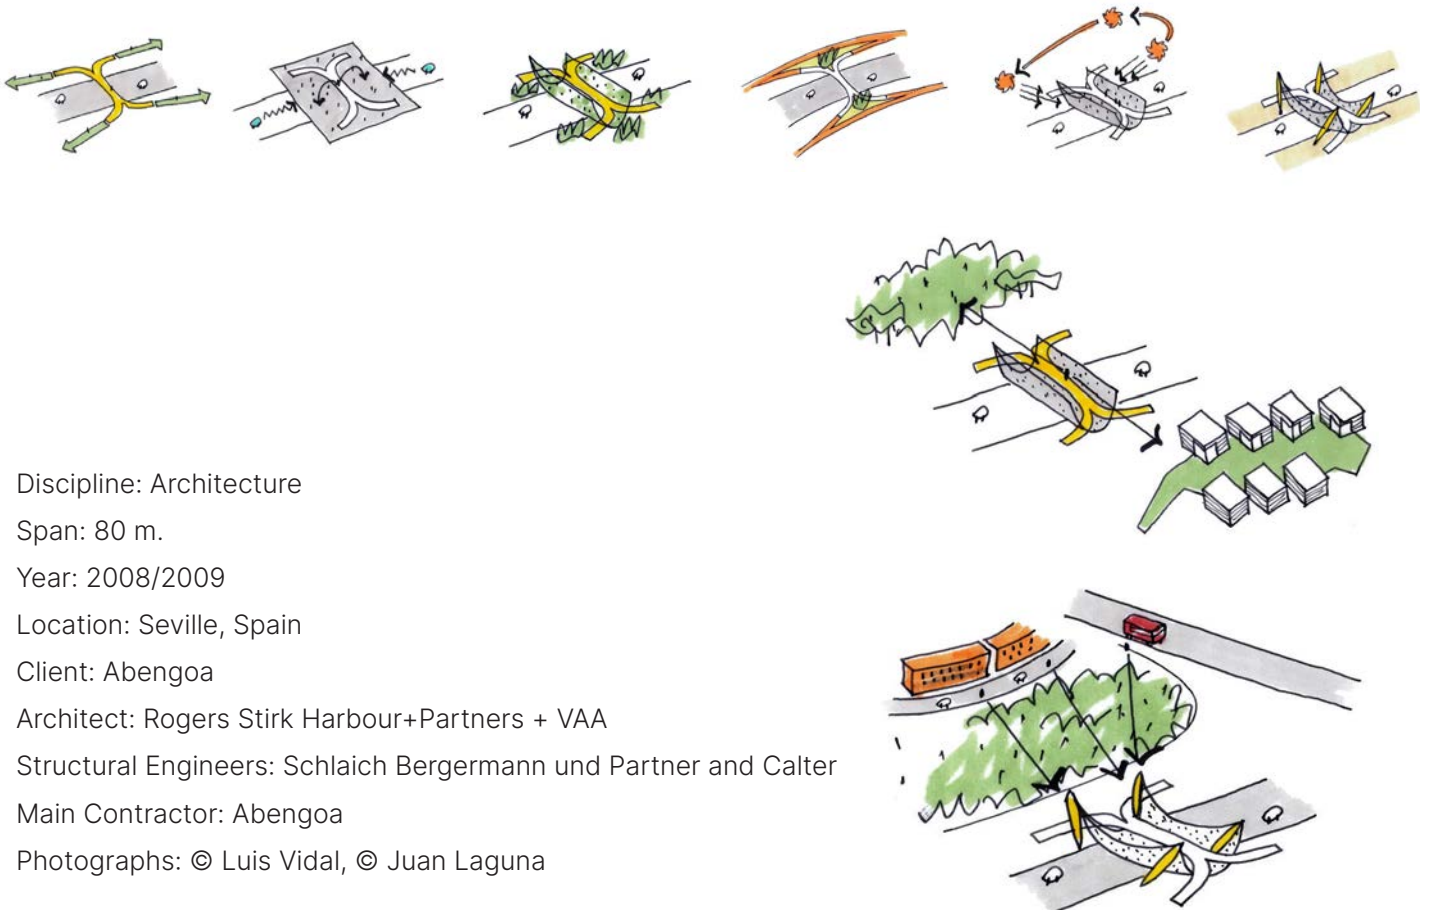 Discipline: Architecture
Span: 80 m.
Year: 2008/2009
Location: Seville, Spain
Client: Abengoa
Architect: Rogers Stirk Harbour+Partners + VAA
Structural Engineers: Schlaich Bergermann und Partner and Calter
Main Contractor: Abengoa
Photographs: © Luis Vidal, © Juan Laguna